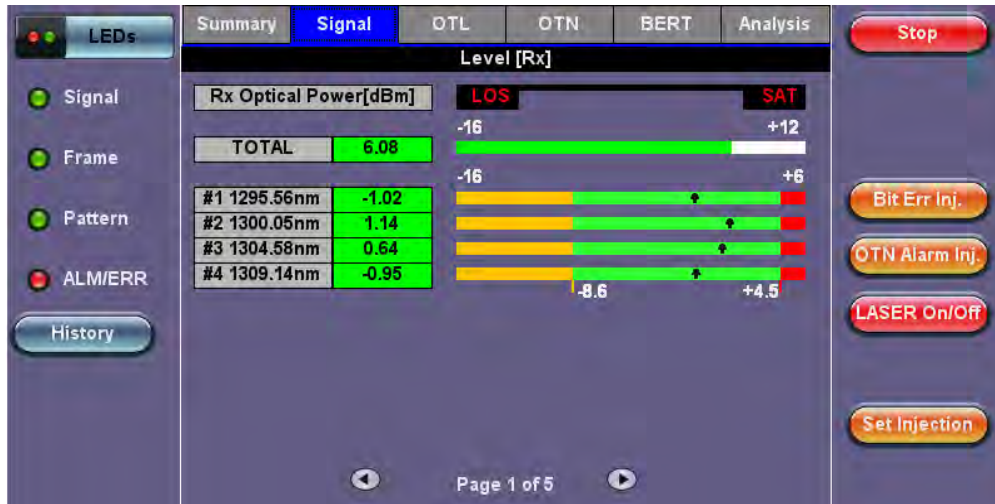 LEDs
Signal
Frame
Pattern
ALM/ERR
History
Summary Signal OTL OTN BERT Analysis
Level [Rx]
Rx Optical Power[dBm]
LOS SAT
-16 +12
TOTAL 6.08
-16 +6
#1 1295.56nm -1.02
#2 1300.05nm 1.14
#3 1304.58nm 0.64
#4 1309.14nm -0.95
-8.6 +4.5
Page 1 of 5
Stop
Bit Err Inj.
OTN Alarm Inj.
LASER On/Off
Set Injection